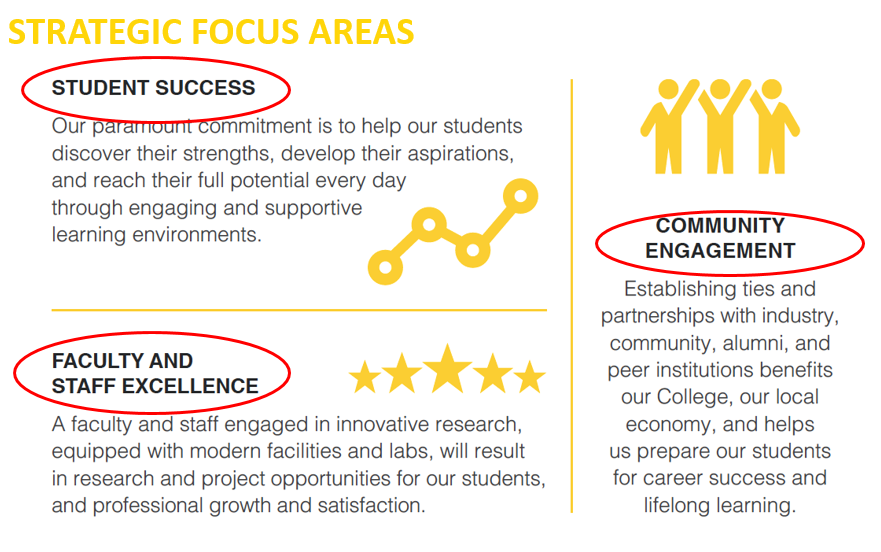 STRATEGIC FOCUS AREAS
STUDENT SUCCESS
Our paramount commitment is to help our students
discover their strengths, develop their aspirations,
and reach their full potential every day
through engaging and supportive
learning environments.
FACULTY AND
STAFF EXCELLENCE
A faculty and staff engaged in innovative research,
equipped with modern facilities and labs, will result
in research and project opportunities for our students,
and professional growth and satisfaction.
COMMUNITY
ENGAGEMENT
Establishing ties and
partnerships with industry,
community, alumni, and
peer institutions benefits
our College, our local
economy, and helps
us prepare our students
for career success and
lifelong learning.